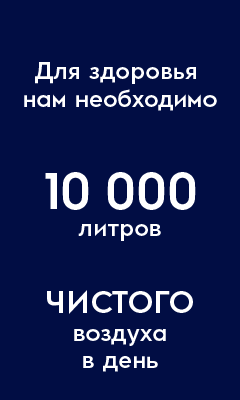 Для здоровья
нам необходимо
10 000
литров
ЧИСТОГО
воздуха
в день